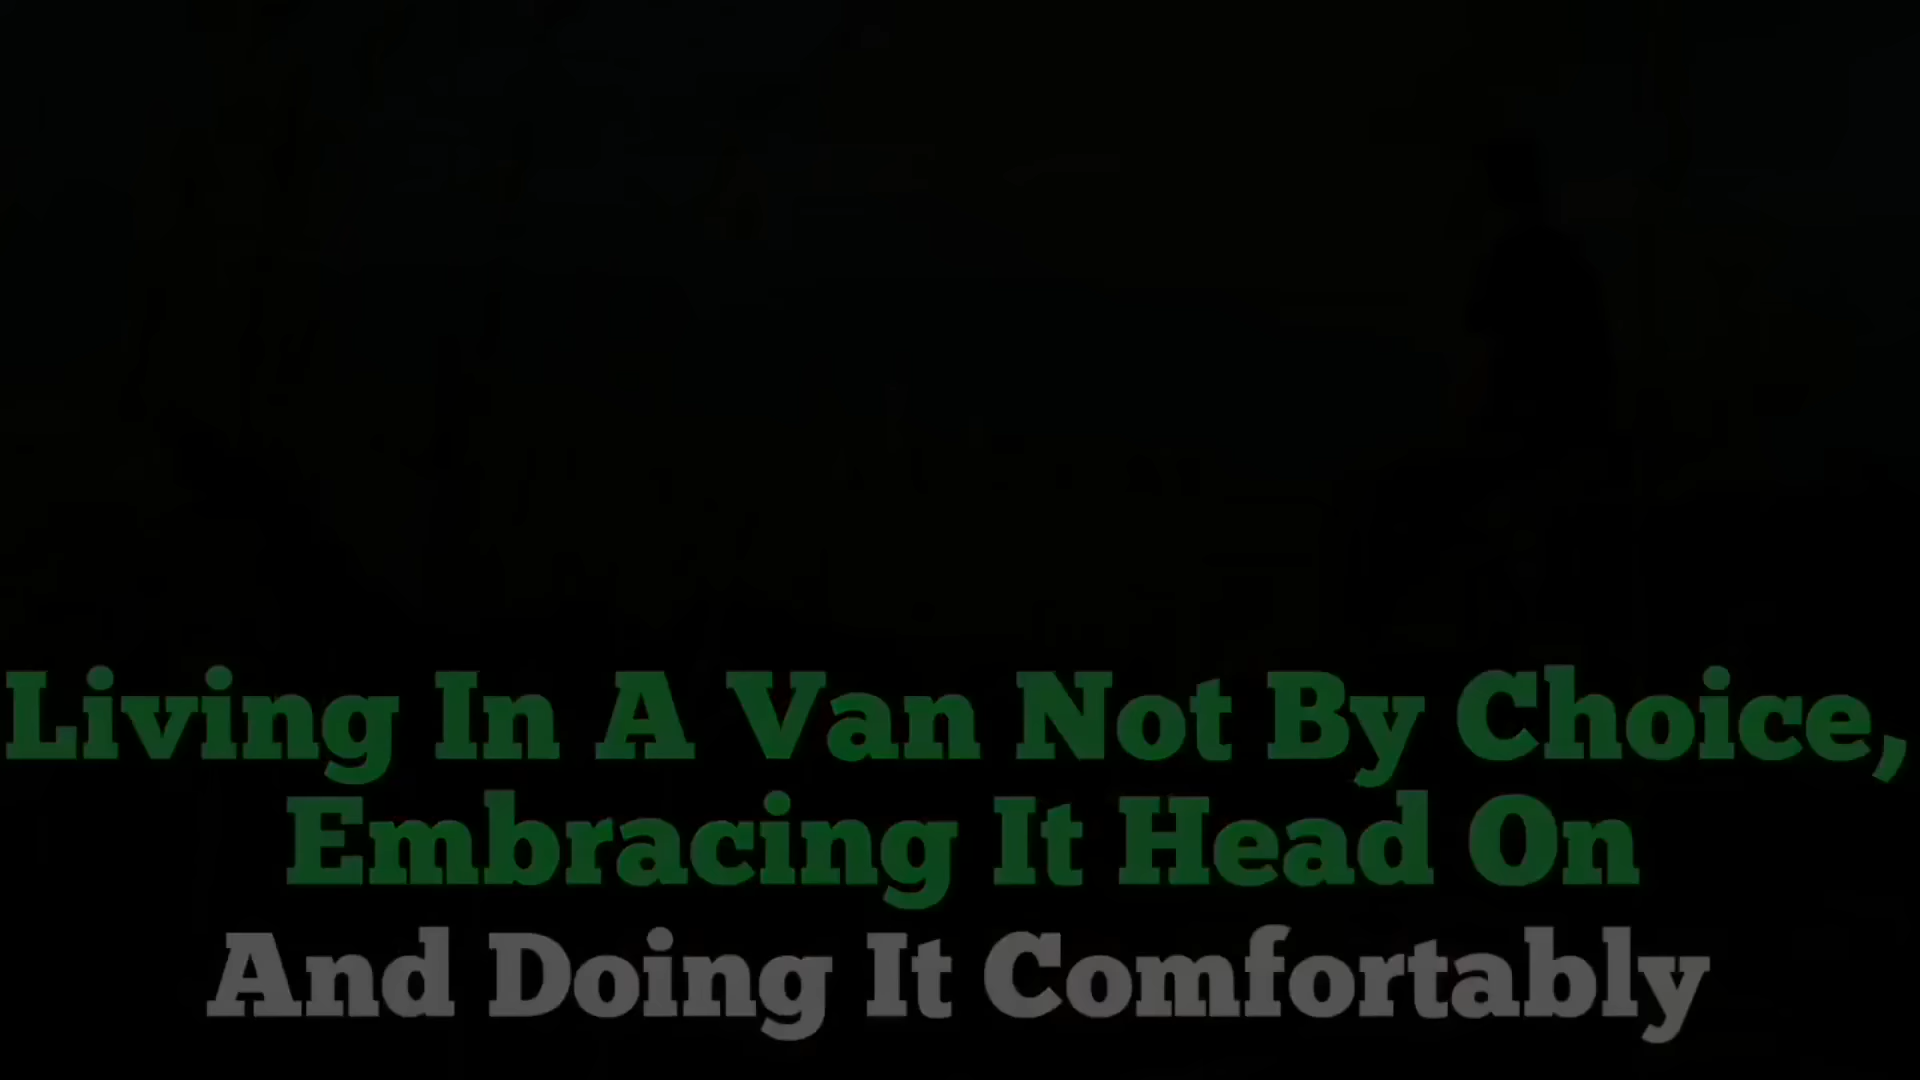 Living In A Van Not By Choice,
Embracing It Head On
And Doing It Comfortably